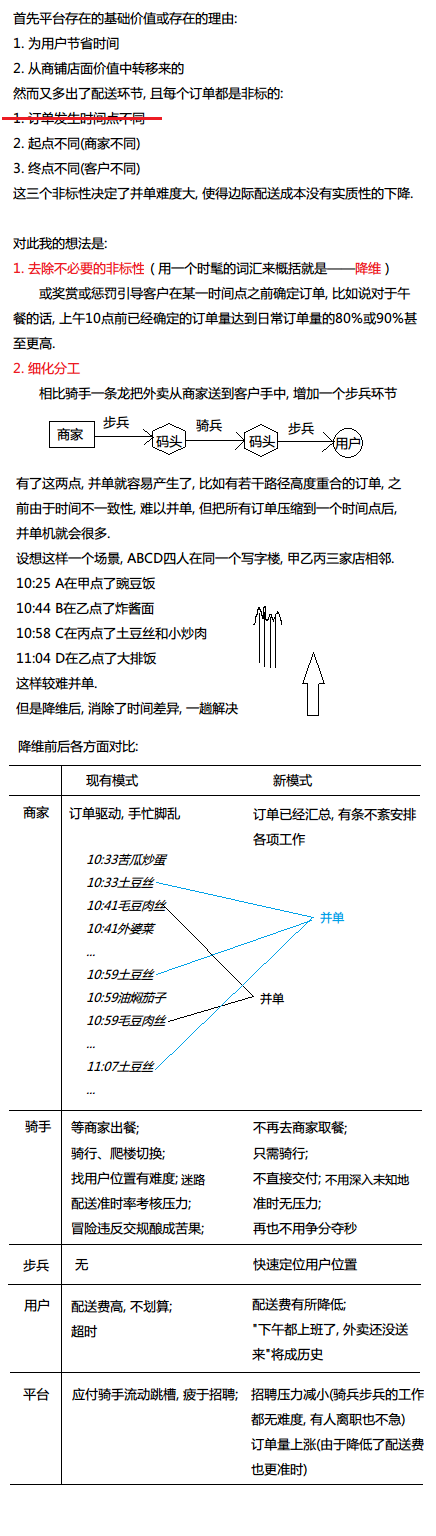 首先平台存在的基础价值或存在的理由:
1. 为用户节省时间
2. 从商铺店面价值中转移来的
然而又多出了配送环节, 且每个订单都是非标的:
1. 订单发生时间点不同
2. 起点不同(商家不同)
3. 终点不同(客户不同)
这三个非标性决定了并单难度大, 使得边际配送成本没有实质性的下降.
对此我的想法是:
1. 去除不必要的非标性 ( 用一个时髦的词汇来概括就是——降维 )
或奖赏或惩罚引导客户在某一时间点之前确定订单, 比如说对于午
餐的话, 上午10点前已经确定的订单量达到日常订单量的80%或90%甚
至更高.
2. 细化分工
相比骑手一条龙把外卖从商家送到客户手中, 增加一个步兵环节
商家 步兵 码头 骑兵 码头 步兵 用户
有了这两点, 并单就容易产生了, 比如有若干路径高度重合的订单, 之
前由于时间不一致性, 难以并单, 但把所有订单压缩到一个时间点后,
并单机就会很多.
设想这样一个场景, ABCD四人在同一个写字楼, 甲乙丙三家店相邻.
10:25 A在甲点了豌豆饭
10:44 B在乙点了炸酱面
10:58 C在丙点了土豆丝和小炒肉
11:04 D在乙点了大排饭
这样较难并单.
但是降维后, 消除了时间差异, 一趟解决
降维前后各方面对比:
现有模式 新模式
商家 订单驱动, 手忙脚乱 订单已经汇总, 有条不紊安排
各项工作
10:33苦瓜炒蛋
10:33土豆丝
10:41毛豆肉丝
并单
10:41外婆菜
...
10:59土豆丝
10:59油焖茄子
并单
10:59毛豆肉丝
...
11:07土豆丝
...
骑手 等商家出餐; 不再去商家取餐;
骑行、爬楼切换; 只需骑行;
找用户位置有难度; 迷路 不直接交付; 不用深入未知地
配送准时率考核压力; 准时无压力;
冒险违反交规酿成苦果; 再也不用争分夺秒
步兵 无 快速定位用户位置
用户 配送费高, 不划算; 配送费有所降低;
超时 "下午都上班了, 外卖还没送
来"将成历史
平台 应付骑手流动跳槽, 疲于招聘; 招聘压力减小(骑兵步兵的工作
都无难度, 有人离职也不急)
订单量上涨(由于降低了配送费
也更准时)